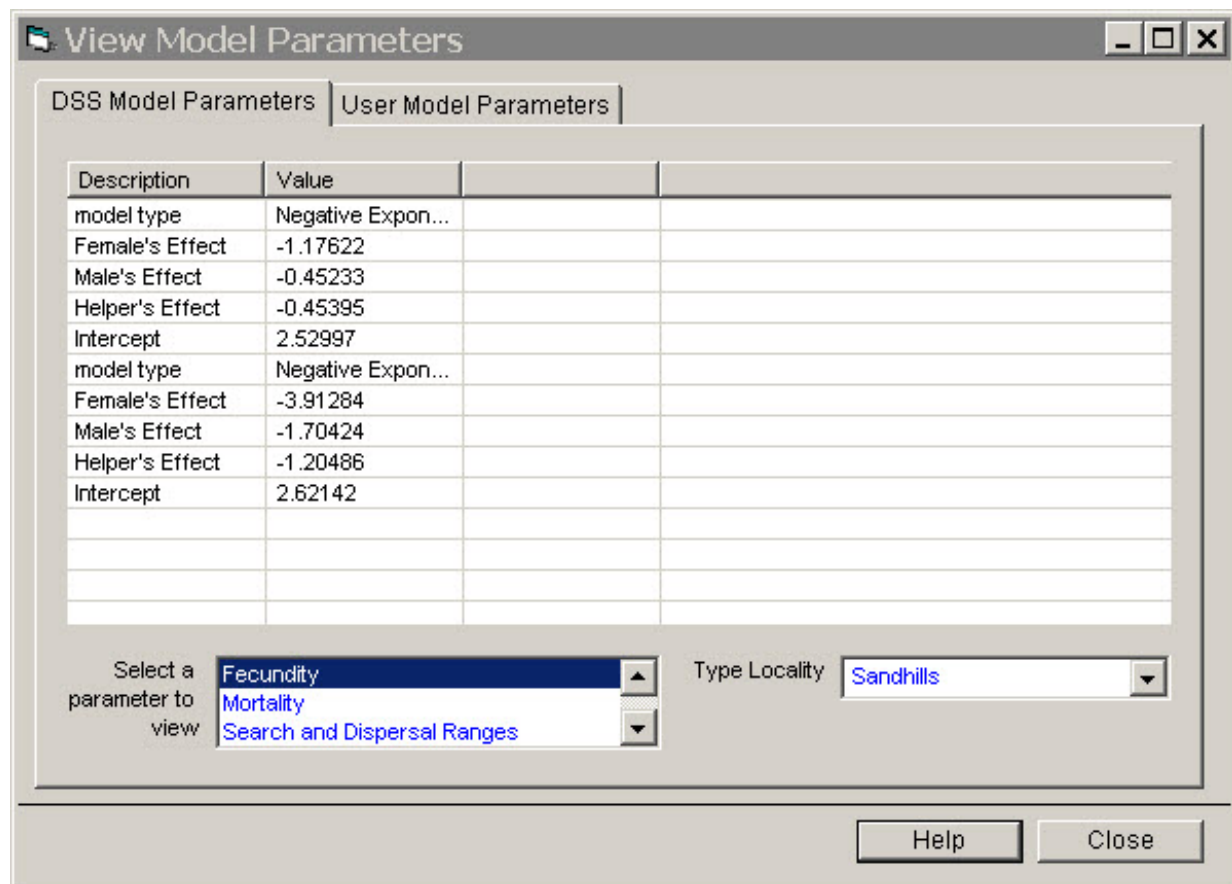 View Model Parameters
DSS Model Parameters User Model Parameters
Description Value
model type Negative Expon...
Female's Effect -1.17622
Male's Effect -0.45233
Helper's Effect -0.45395
Intercept 2.52997
model type Negative Expon...
Female's Effect -3.91284
Male's Effect -1.70424
Helper's Effect -1.20486
Intercept 2.62142
Select a
parameter to
view
Fecundity
Mortality
Search and Dispersal Ranges
Type Locality Sandhills
Help Close